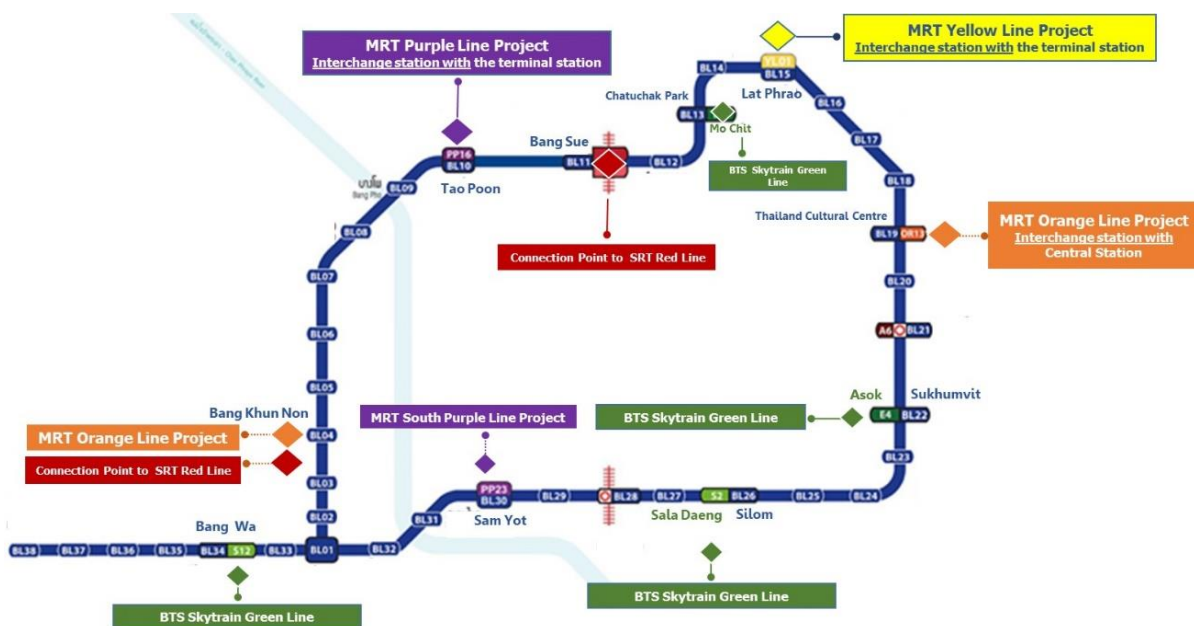 MRT Purple Line Project
Interchange station with the terminal station
MRT Yellow Line Project
Interchange station with the terminal station
BL14
YL01
BL15
Lat Phrao
BL16
Chatuchak Park
BL13
Mo Chit
BL17
Bang Sue
PP16
BL10
BL11
BL12
BTS Skytrain Green
Line
BL18
Tao Poon
Bang Pho
BL09
BL08
Thailand Cultural Centre
BL19
OR13
MRT Orange Line Project
Interchange station with
Central Station
Connection Point to SRT Red Line
BL07
BL20
BL06
A6
BL21
BL05
Asok
Sukhumvit
Bang Khun Non
MRT South Purple Line Project
BTS Skytrain Green Line
E4
BL22
MRT Orange Line Project
BL04
BL23
Connection Point to SRT Red Line
BL03
PP23
BL30
BL29
BL28
BL27
S2
BL26
BL25
BL24
BL02
BL31
Sam Yot
Sala Daeng
Silom
Bang Wa
BL38
BL37
BL36
BL35
BL34
S12
BL33
BL01
BL32
BTS Skytrain Green Line
BTS Skytrain Green Line